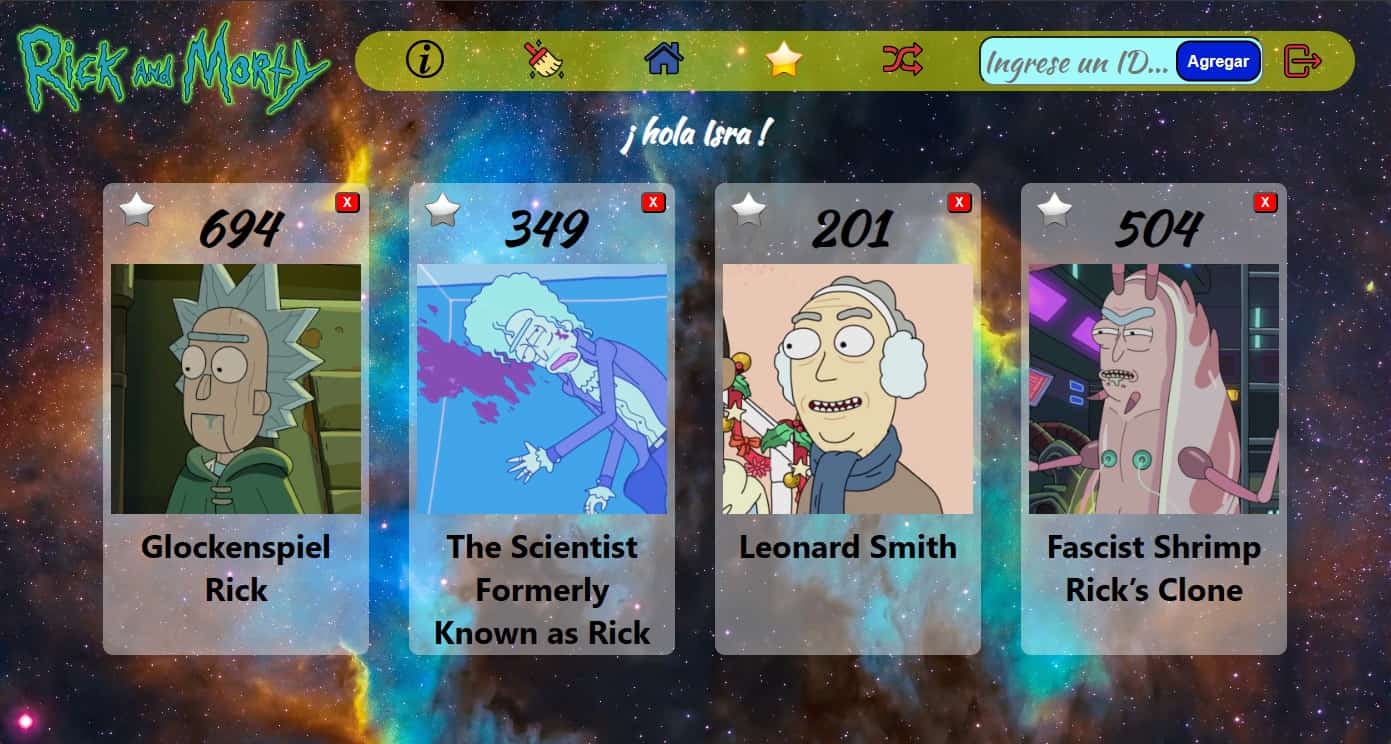 Rick and Morty
i
Ingrese un ID...
Agregar
¡ hola Isra !
694
X
349
X
201
X
504
X
Glockenspiel
Rick
The Scientist
Formerly
Known as Rick
Leonard Smith
Fascist Shrimp
Rick’s Clone